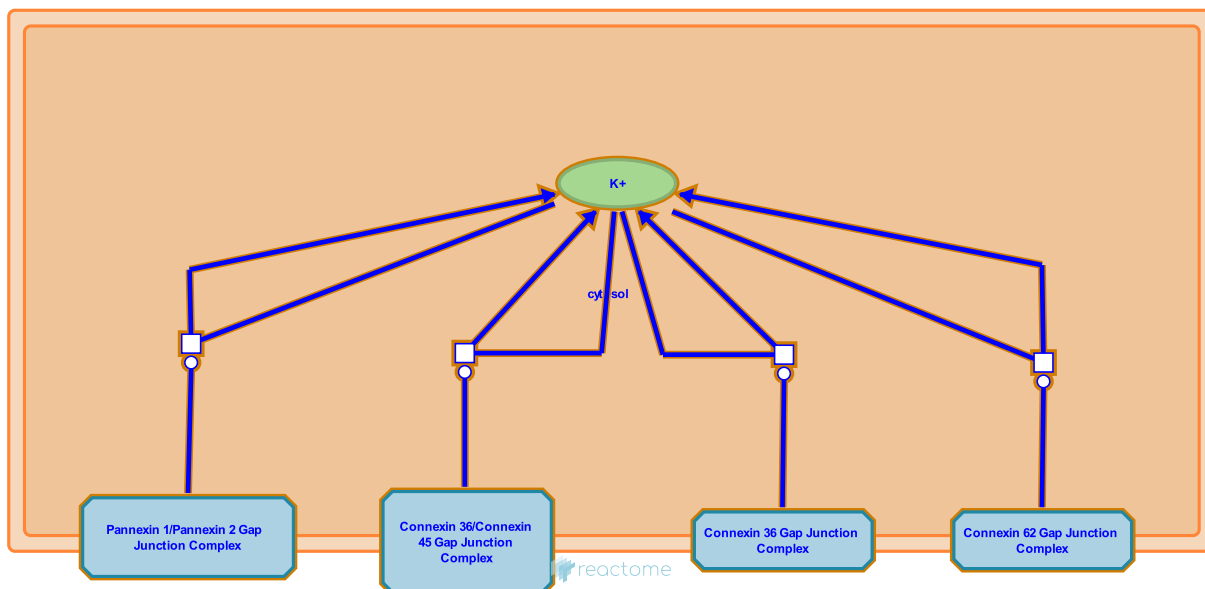 K+
cytosol
Pannexin 1/Pannexin 2 Gap
Junction Complex
Connexin 36/Connexin
45 Gap Junction
Complex
Connexin 36 Gap Junction
Complex
Connexin 62 Gap Junction
Complex
reactome